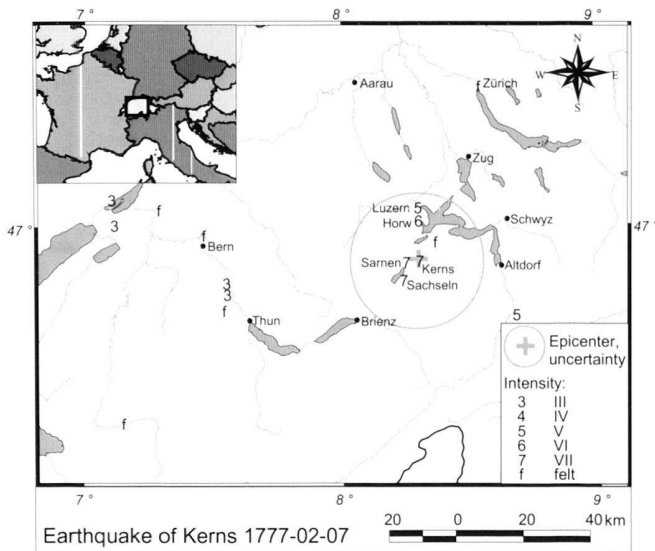 8° 9°
N
W E
S
Aarau
f Zürich
Zug
3
f
Luzern 5
Horw 6
Schwyz
3
47° 47°
f
Bern
f
Sarnen 7 7 Kerns
Altdorf
7 Sachseln
3
3
f
Thun
Brienz
5
f
Epicenter,
uncertainty
Intensity:
3 III
4 IV
5 V
6 VI
7 VII
f felt
7° 8° 9°
Earthquake of Kerns 1777-02-07
20 0 20 40 km